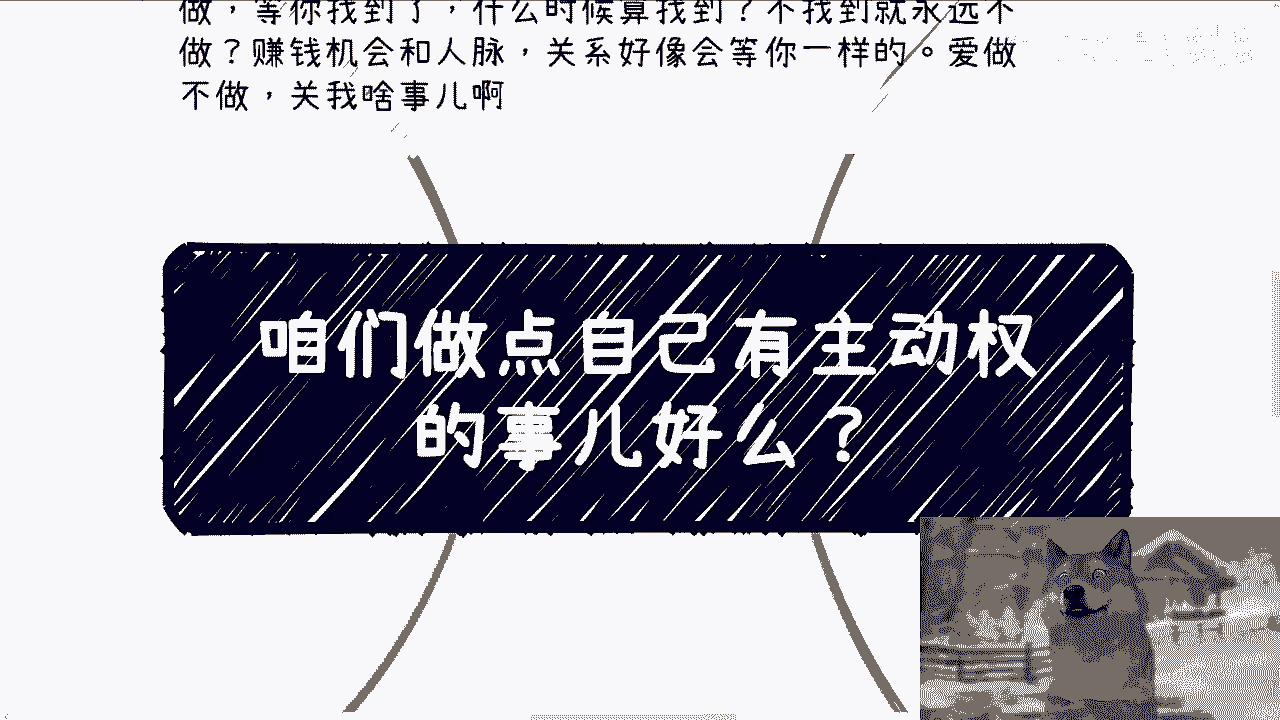 做，等你找到了，什么时候算找到？不找到就永远不
做？赚钱机会和人脉，关系好像会等你一样的。爱做
不做，关我啥事儿啊
咱们做点自己有主动权
的事儿好么？